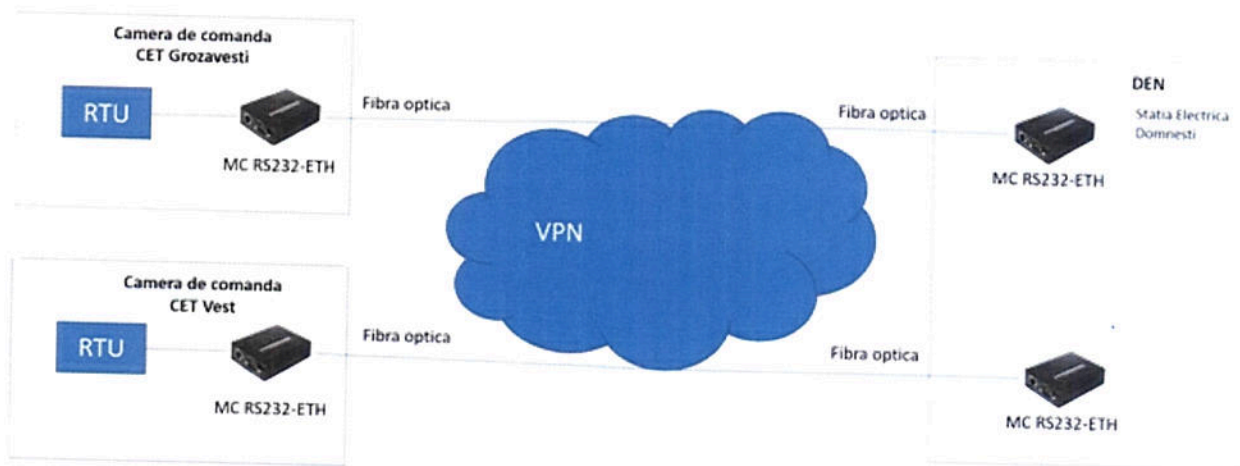 Camera de comanda
CET Grozavesti
RTU
MC RS232-ETH
Fibra optica
VPN
Fibra optica
DEN
Statia Electrica
Domnesti
MC RS232-ETH
Camera de comanda
CET Vest
RTU
MC RS232-ETH
Fibra optica
Fibra optica
MC RS232-ETH